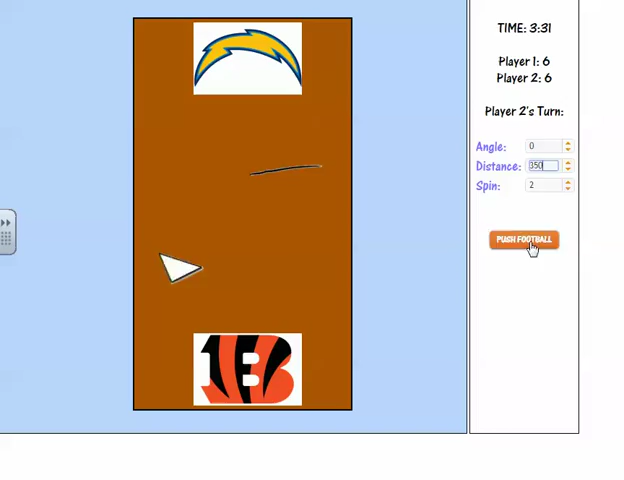 TIME: 3:31
Player 1: 6
Player 2: 6
Player 2's Turn:
Angle: 0
Distance: 350
Spin: 2
PUSH FOOTBALL
B